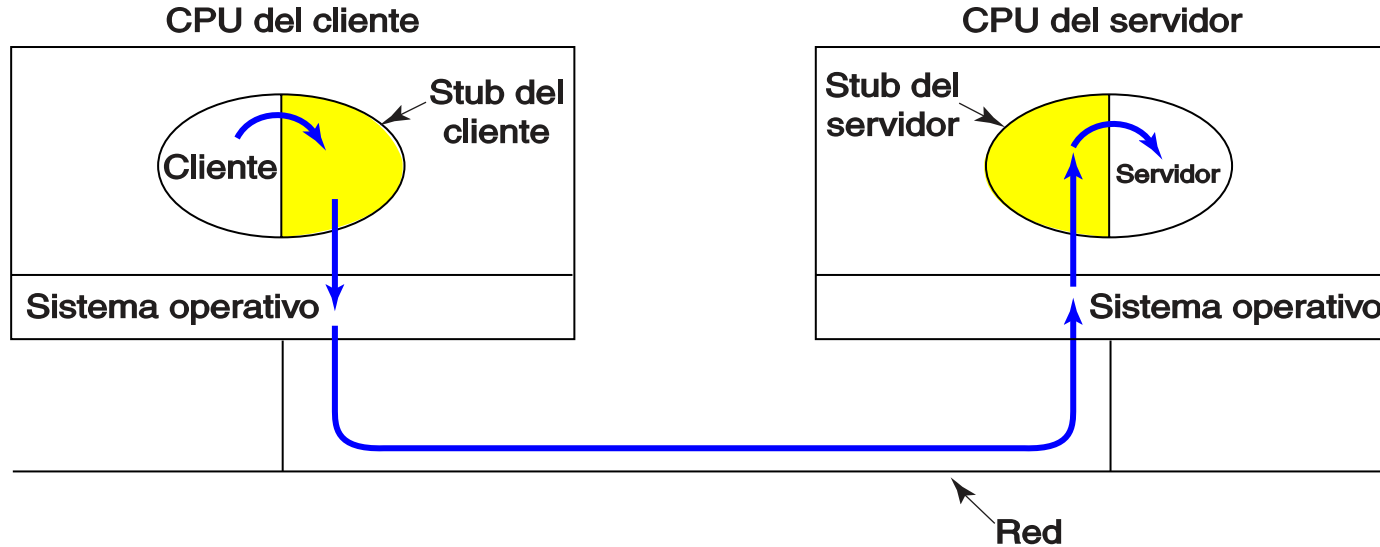 CPU del cliente
CPU del servidor
Stub del
cliente
Stub del
servidor
Cliente
Servidor
Sistema operativo
Sistema operativo
Red